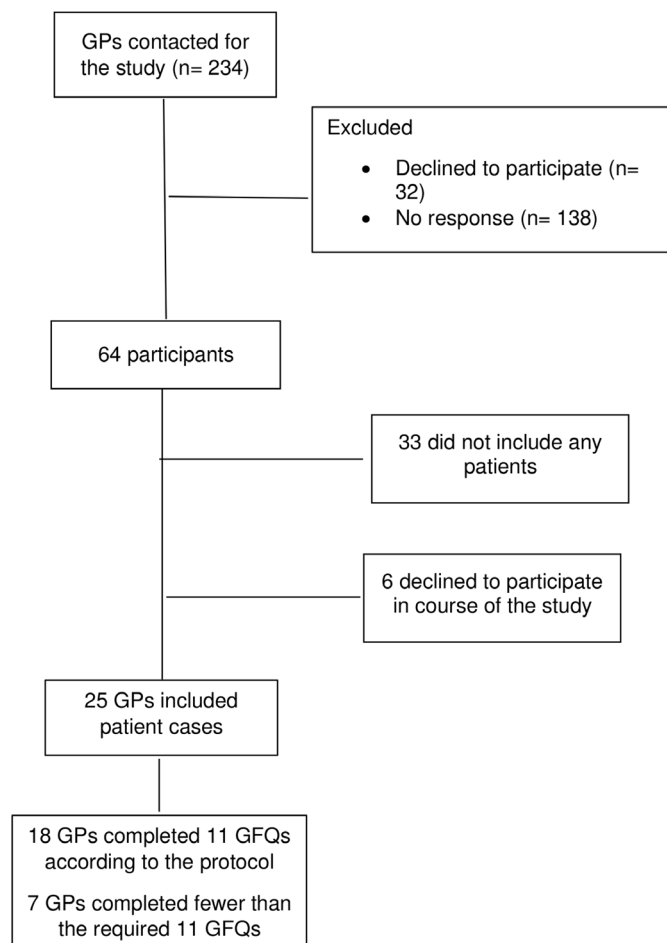 GPs contacted for
the study (n= 234)
Excluded
• Declined to participate (n=
32)
• No response (n= 138)
64 participants
33 did not include any
patients
6 declined to participate
in course of the study
25 GPs included
patient cases
18 GPs completed 11 GFQs
according to the protocol
7 GPs completed fewer than
the required 11 GFQs